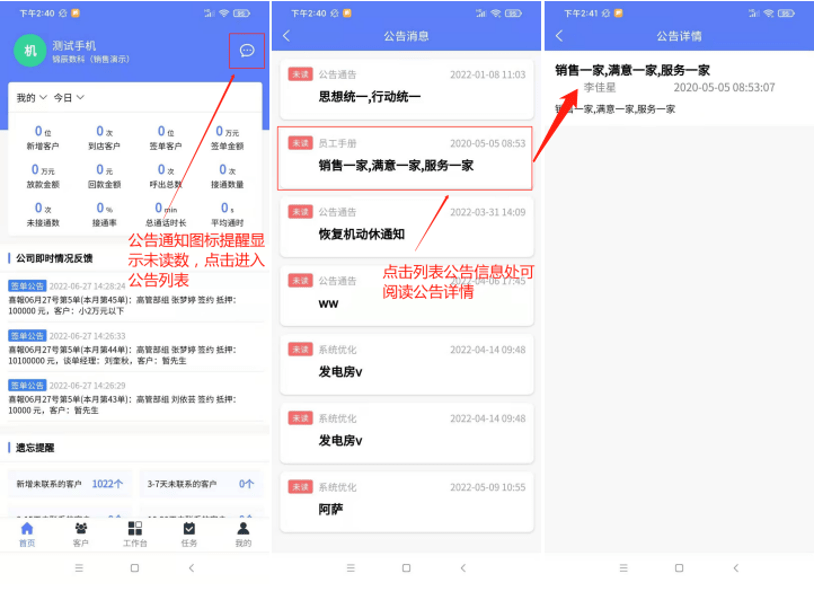 下午2:40
机
测试手机
锦辰数科（销售演示）
我的 今日
0位 0次 0位 0万元
新增客户 到店客户 签单客户 签单金额
0万元 0元 0次 0次
放款金额 回款金额 呼出总数 接通数量
0次 0% 0min 0s
未接通数 接通率 总通话时长 平均通时
公告通知图标提醒显
示未读数，点击进入
公告列表
公司即时情况反馈
签单公告 2022-06-27 14:28:24
喜報06月27号第5单(本月第45单)：高管部组 张梦婷 签约 抵押：
100000 元，客户：小2万元以下
签单公告 2022-06-27 14:26:33
喜報06月27号第5单(本月第44单)：高管部组 张梦婷 签约 抵押：
10100000 元，谈单经理：刘奎秋，客户：暂先生
签单公告 2022-06-27 14:26:29
喜報06月27号第5单(本月第43单)：高管部组 刘依芸 签约 抵押：
10000 元，客户：暂先生
遗忘提醒
新增未联系的客户 1022个 3-7天未联系的客户 0个
首页 客户 工作台 任务 我的
下午2:40
公告消息
未读 公告通告 2022-01-08 11:03
思想统一,行动统一
未读 员工手册 2020-05-05 08:53
销售一家,满意一家,服务一家
未读 公告通告 2022-03-31 14:09
恢复机动休通知
点击列表公告信息处可
阅读公告详情
未读 公告通告 2022-04-06 17:45
ww
未读 系统优化 2022-04-14 09:48
发电房v
未读 系统优化 2022-04-14 09:48
发电房v
未读 系统优化 2022-05-09 10:55
阿萨
下午2:41
公告详情
销售一家,满意一家,服务一家
李佳星 2020-05-05 08:53:07
销售一家,满意一家,服务一家